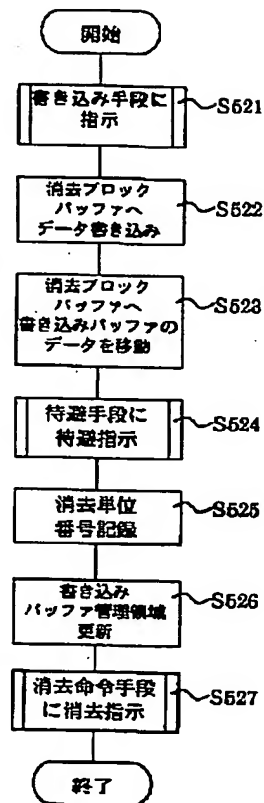 開始
書き込み手段に
指示
S521
消去ブロック
バッファへ
データ書き込み
S522
消去ブロック
バッファへ
書き込みバッファの
データを移動
S523
待避手段に
待避指示
S524
消去単位
番号記録
S525
書き込み
バッファ管理領域
更新
S526
消去命令手段
に消去指示
S527
終了